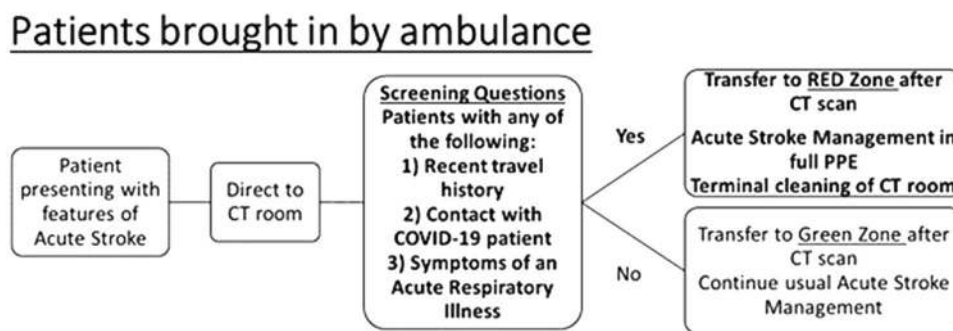 Patients brought in by ambulance
Patient
presenting with
features of
Acute Stroke
Direct to
CT room
Screening Questions
Patients with any of
the following:
1) Recent travel
history
2) Contact with
COVID-19 patient
3) Symptoms of an
Acute Respiratory
Illness
Yes
Transfer to RED Zone after
CT scan
Acute Stroke Management in
full PPE
Terminal cleaning of CT room
No
Transfer to Green Zone after
CT scan
Continue usual Acute Stroke
Management